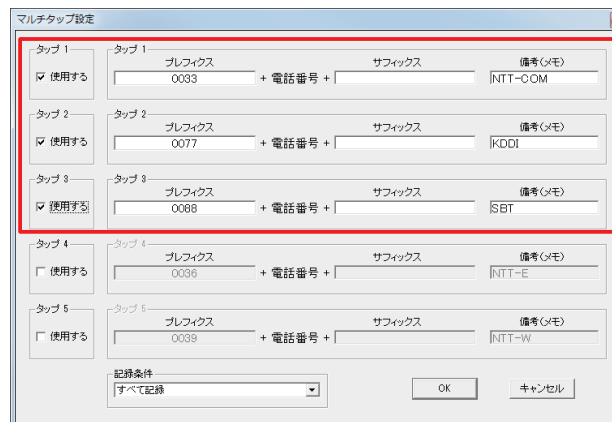 マルチタップ設定
タップ 1
タップ 1
使用する
プレフィクス
サフィックス
備考(メモ)
0033
+ 電話番号 +
NTT-COM
タップ 2
タップ 2
使用する
プレフィクス
サフィックス
備考(メモ)
0077
+ 電話番号 +
KDDI
タップ 3
タップ 3
使用する
プレフィクス
サフィックス
備考(メモ)
0088
+ 電話番号 +
SBT
タップ 4
タップ 4
使用する
プレフィクス
サフィックス
備考(メモ)
0036
+ 電話番号 +
NTT-E
タップ 5
タップ 5
使用する
プレフィクス
サフィックス
備考(メモ)
0039
+ 電話番号 +
NTT-W
記録条件
すべて記録
OK
キャンセル